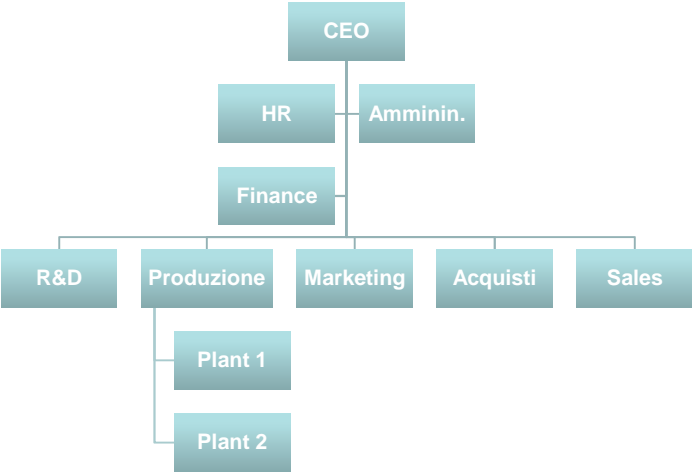 CEO
HR
Amminin.
Finance
R&D
Produzione
Marketing
Acquisti
Sales
Plant 1
Plant 2